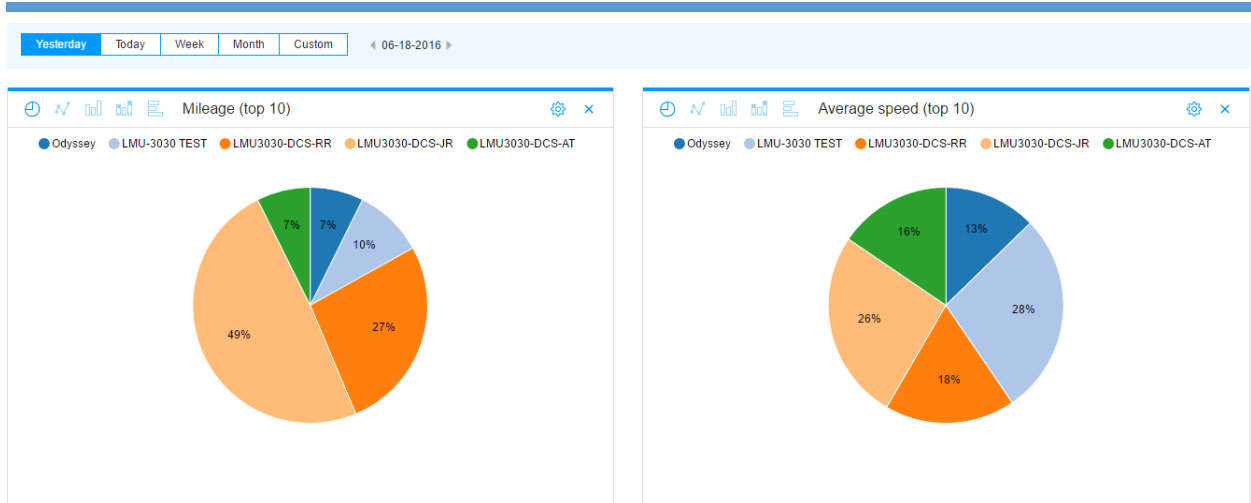 Yesterday Today Week Month Custom 06-18-2016
Mileage (top 10)
Odyssey LMU-3030 TEST LMU3030-DCS-RR LMU3030-DCS-JR LMU3030-DCS-AT
7% 7%
10%
27%
49%
Average speed (top 10)
Odyssey LMU-3030 TEST LMU3030-DCS-RR LMU3030-DCS-JR LMU3030-DCS-AT
16% 13%
28%
26%
18%